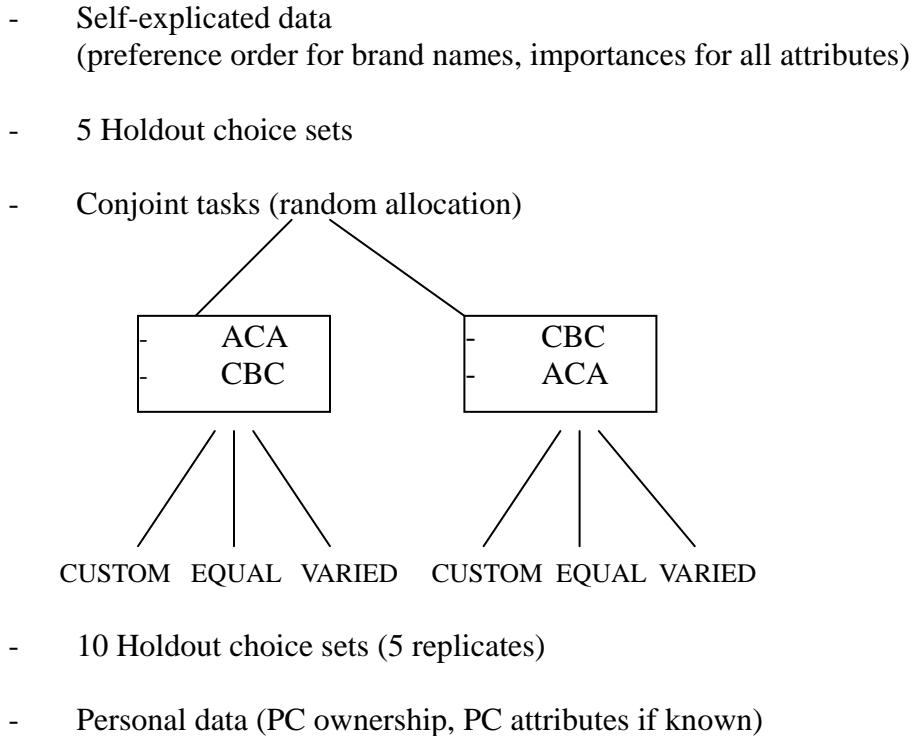 - Self-explicated data
(preference order for brand names, importances for all attributes)
- 5 Holdout choice sets
- Conjoint tasks (random allocation)
- ACA
- CBC
- CBC
- ACA
CUSTOM EQUAL VARIED CUSTOM EQUAL VARIED
- 10 Holdout choice sets (5 replicates)
- Personal data (PC ownership, PC attributes if known)